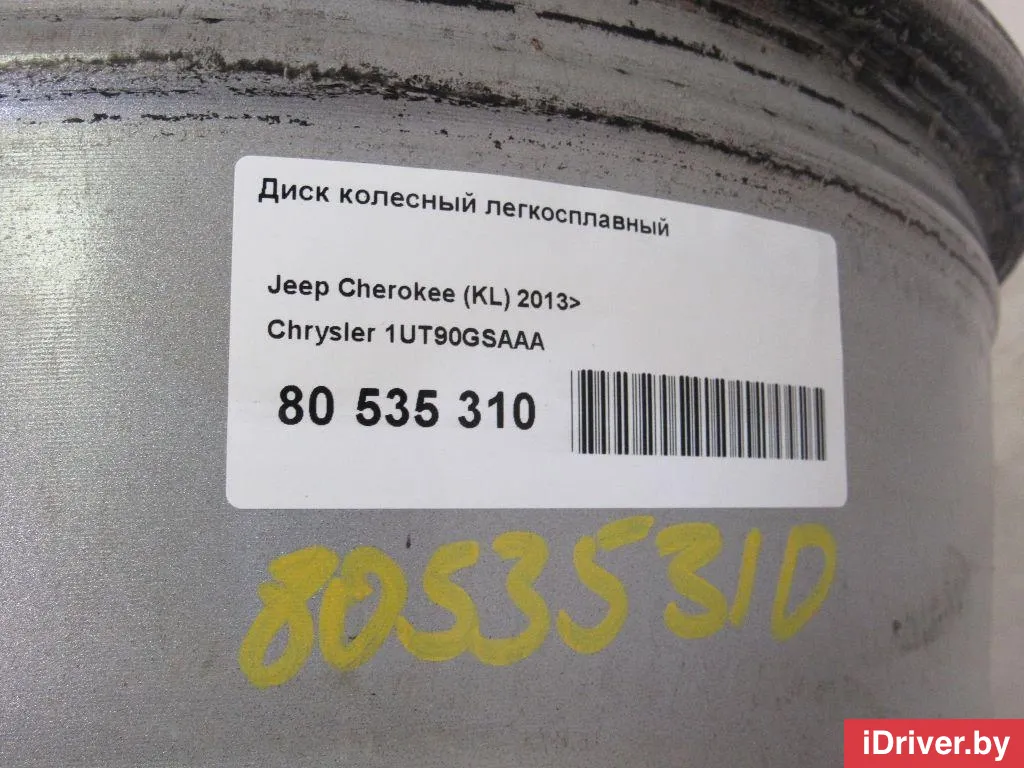 Диск колесный легкосплавный
Jeep Cherokee (KL) 2013>
Chrysler 1UT90GSAAA
80 535 310
80535310
iDriver.by